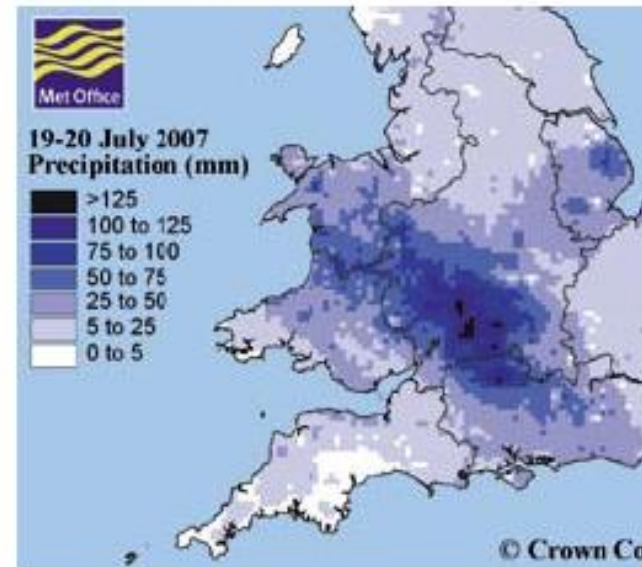 Met Office
19-20 July 2007
Precipitation (mm)
>125
100 to 125
75 to 100
50 to 75
25 to 50
5 to 25
0 to 5
© Crown Co